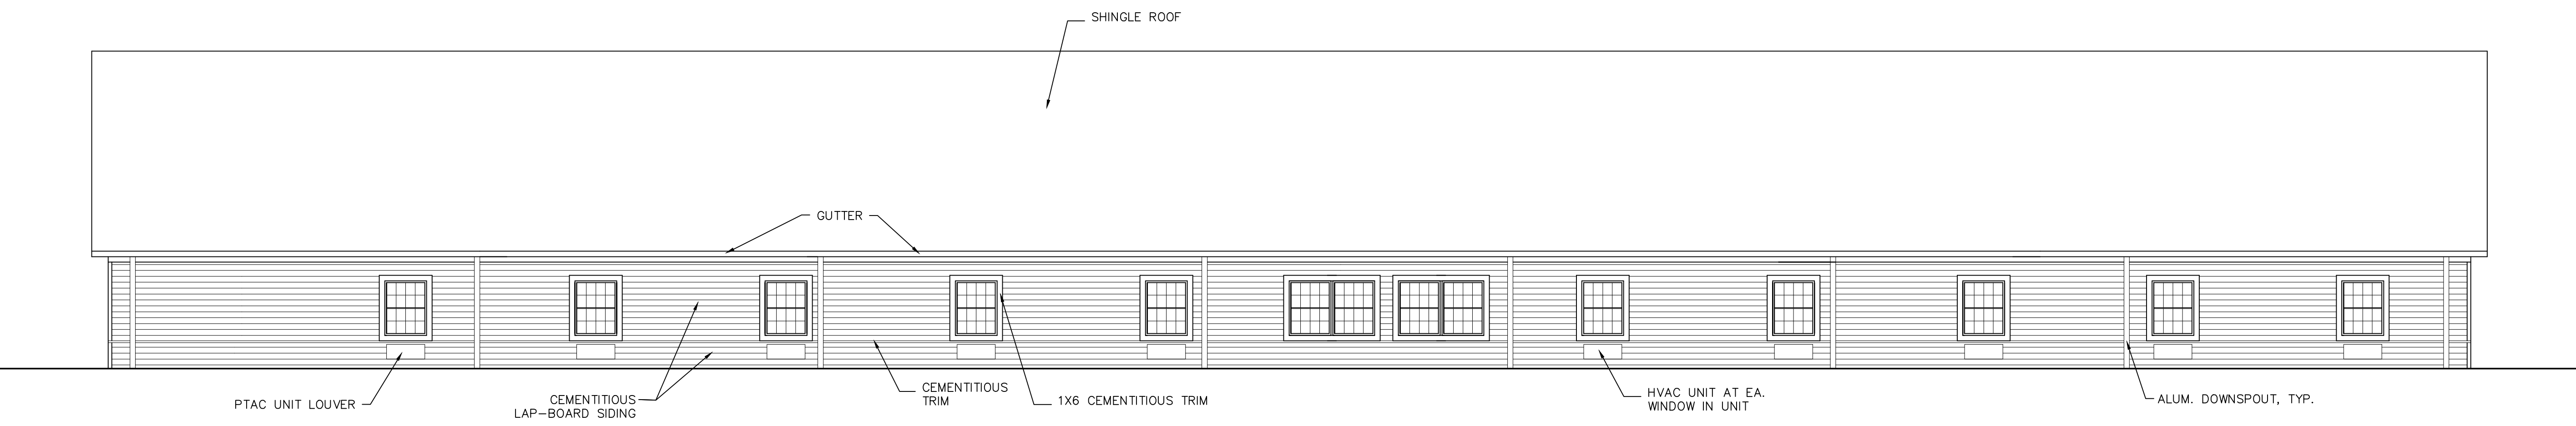 SHINGLE ROOF
GUTTER
PTAC UNIT LOUVER
CEMENTITIOUS
LAP-BOARD SIDING
CEMENTITIOUS
TRIM
1X6 CEMENTITIOUS TRIM
HVAC UNIT AT EA.
WINDOW IN UNIT
ALUM. DOWNSPOUT, TYP.